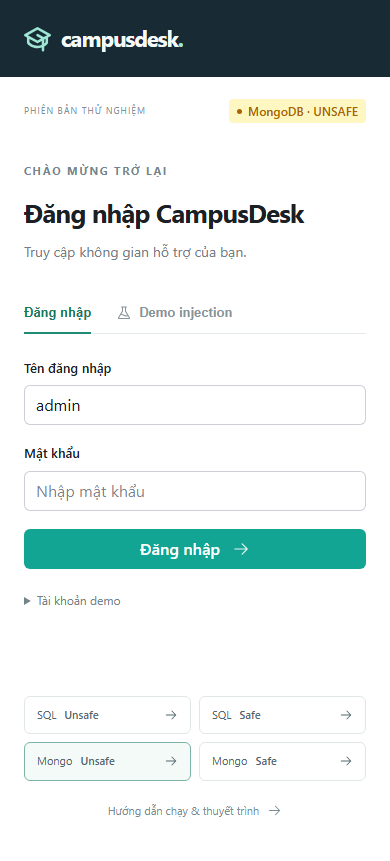 campusdesk.
PHIÊN BẢN THỬ NGHIỆM
MongoDB · UNSAFE
CHÀO MỪNG TRỞ LẠI
Đăng nhập CampusDesk
Truy cập không gian hỗ trợ của bạn.
Đăng nhập
Demo injection
Tên đăng nhập
admin
Mật khẩu
Nhập mật khẩu
Đăng nhập →
Tài khoản demo
SQL Unsafe →
SQL Safe →
Mongo Unsafe →
Mongo Safe →
Hướng dẫn chạy & thuyết trình →